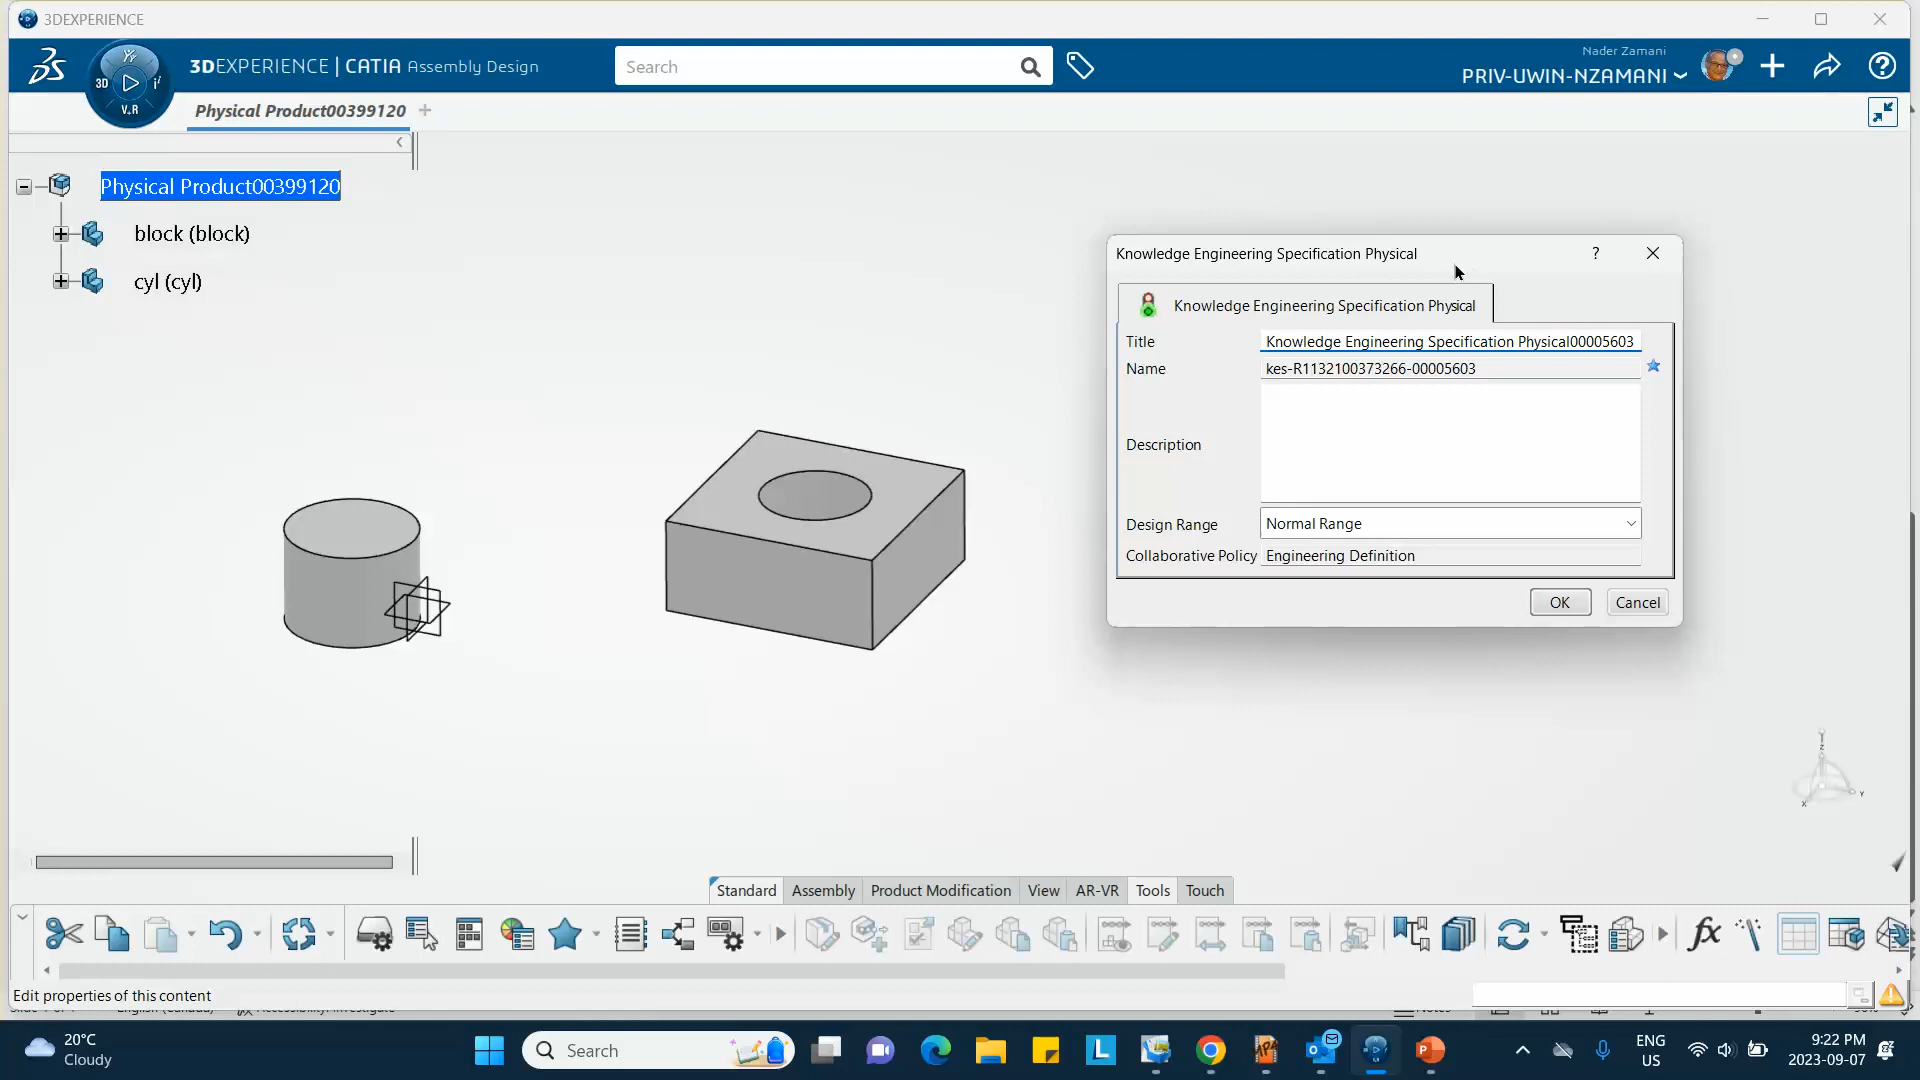 3DEXPERIENCE
3DEXPERIENCE | CATIA Assembly Design
Search
Nader Zamani
PRIV-UWIN-NZAMANI
3D
V.R
Physical Product00399120
Physical Product00399120
block (block)
cyl (cyl)
Knowledge Engineering Specification Physical
?
Knowledge Engineering Specification Physical
Title
Knowledge Engineering Specification Physical00005603
Name
kes-R1132100373266-00005603
Description
Design Range
Normal Range
Collaborative Policy
Engineering Definition
OK
Cancel
z
x
Y
Standard
Assembly
Product Modification
View
AR-VR
Tools
Touch
fx
Edit properties of this content
20°C
Cloudy
Search
L
ENG
US
9:22 PM
2023-09-07